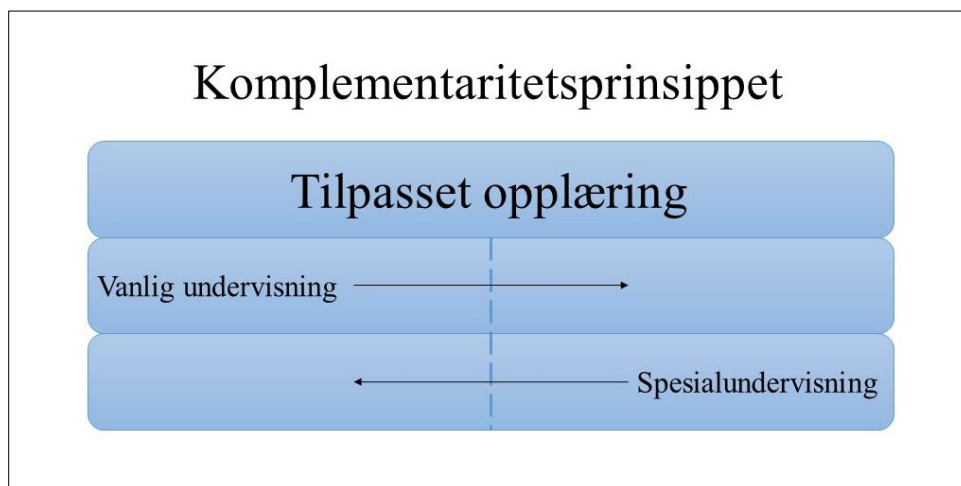 Komplementaritetsprinsippet
Tilpasset opplæring
Vanlig undervisning
Spesialundervisning